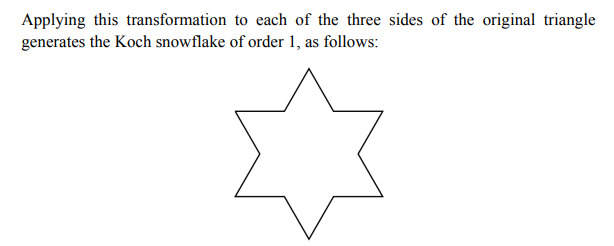 Applying this transformation to each of the three sides of the original triangle
generates the Koch snowflake of order 1, as follows: